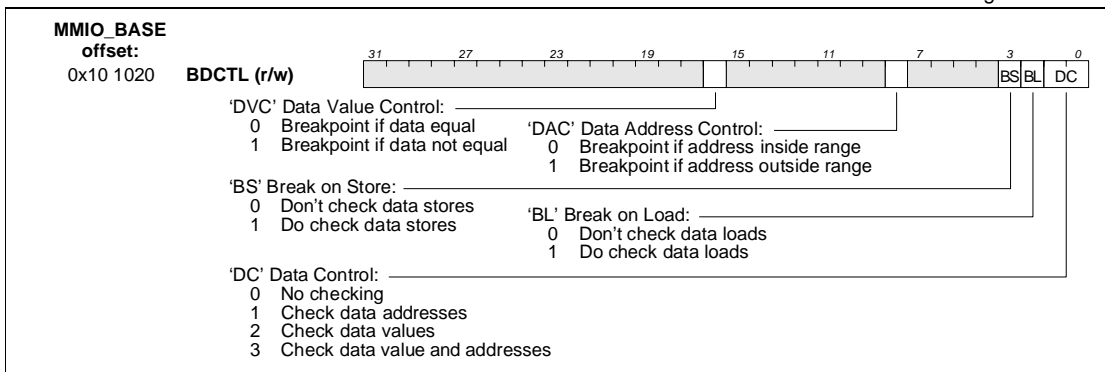 MMIO_BASE
offset:
31 27 23 19 15 11 7 3 0
0x10 1020 BDCTL (r/w) BS BL DC
‘DVC’ Data Value Control:
0 Breakpoint if data equal
1 Breakpoint if data not equal
‘DAC’ Data Address Control:
0 Breakpoint if address inside range
1 Breakpoint if address outside range
‘BS’ Break on Store:
0 Don’t check data stores
1 Do check data stores
‘BL’ Break on Load:
0 Don’t check data loads
1 Do check data loads
‘DC’ Data Control:
0 No checking
1 Check data addresses
2 Check data values
3 Check data value and addresses